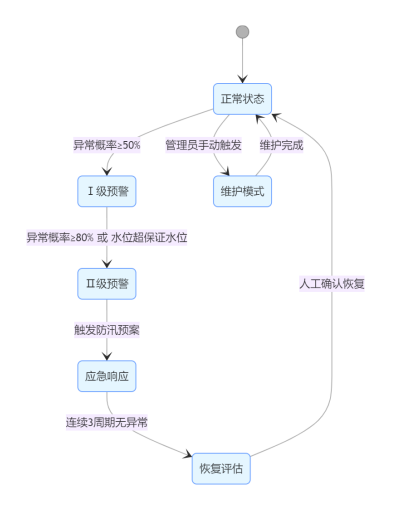 正常状态
异常概率≥50%
管理员手动触发
维护完成
Ⅰ级预警
维护模式
异常概率≥80% 或 水位超保证水位
Ⅱ级预警
人工确认恢复
触发防汛预案
应急响应
连续3周期无异常
恢复评估